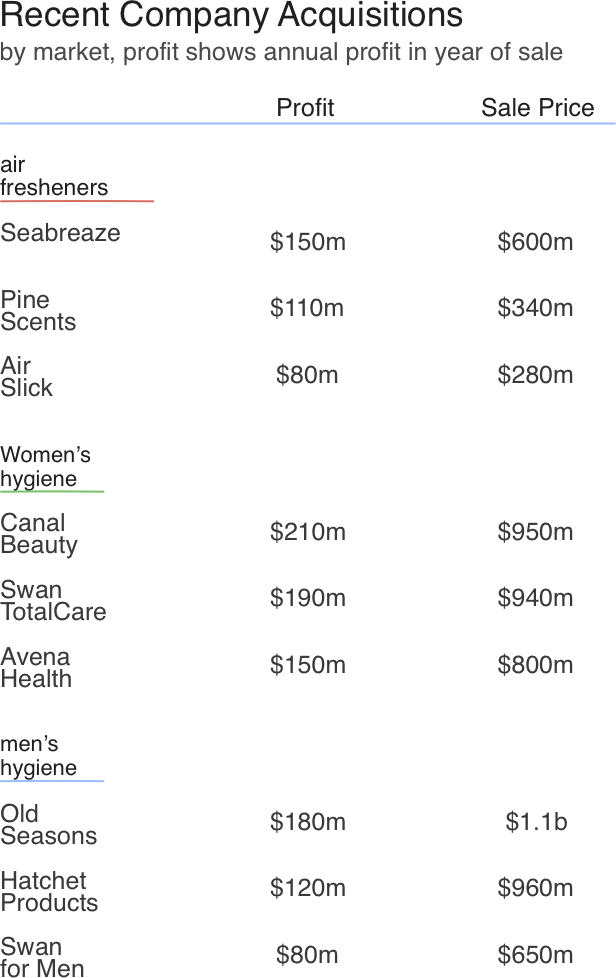 Recent Company Acquisitions
by market, profit shows annual profit in year of sale
Profit Sale Price
air
fresheners
Seabreaze $150m $600m
Pine
Scents $110m $340m
Air
Slick $80m $280m
Women’s
hygiene
Canal
Beauty $210m $950m
Swan
TotalCare $190m $940m
Avena
Health $150m $800m
men’s
hygiene
Old
Seasons $180m $1.1b
Hatchet
Products $120m $960m
Swan
for Men $80m $650m